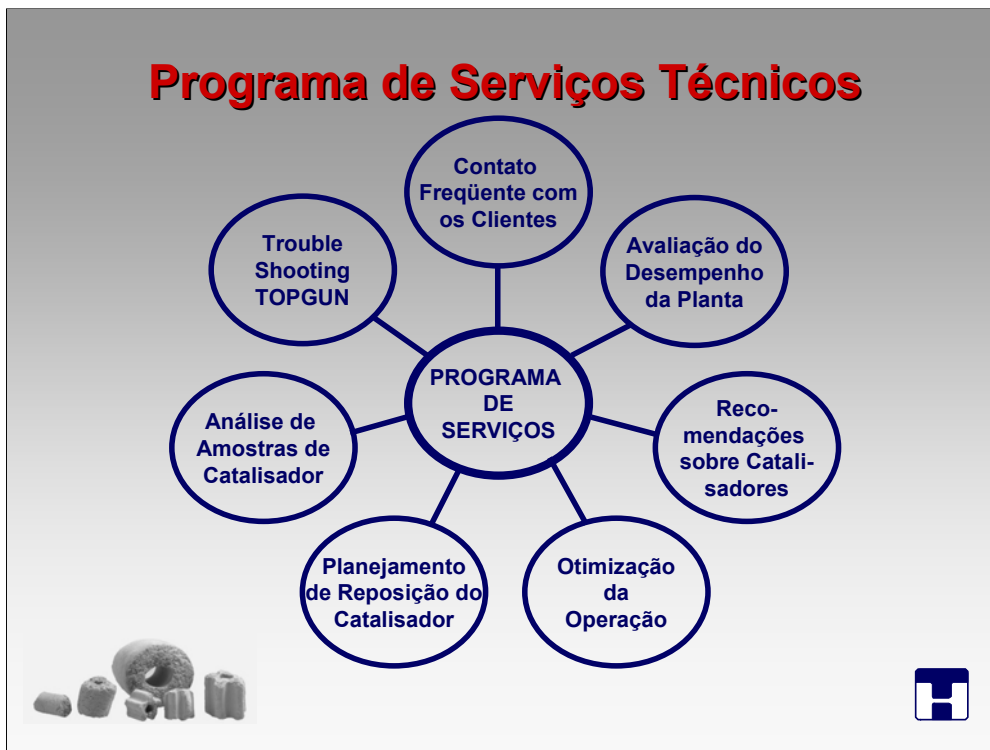 Programa de Serviços Técnicos
Contato
Freqüente com
os Clientes
Trouble
Shooting
TOPGUN
Avaliação do
Desempenho
da Planta
PROGRAMA
DE
SERVIÇOS
Análise de
Amostras de
Catalisador
Reco-
mendações
sobre Catali-
sadores
Planejamento
de Reposição do
Catalisador
Otimização
da
Operação